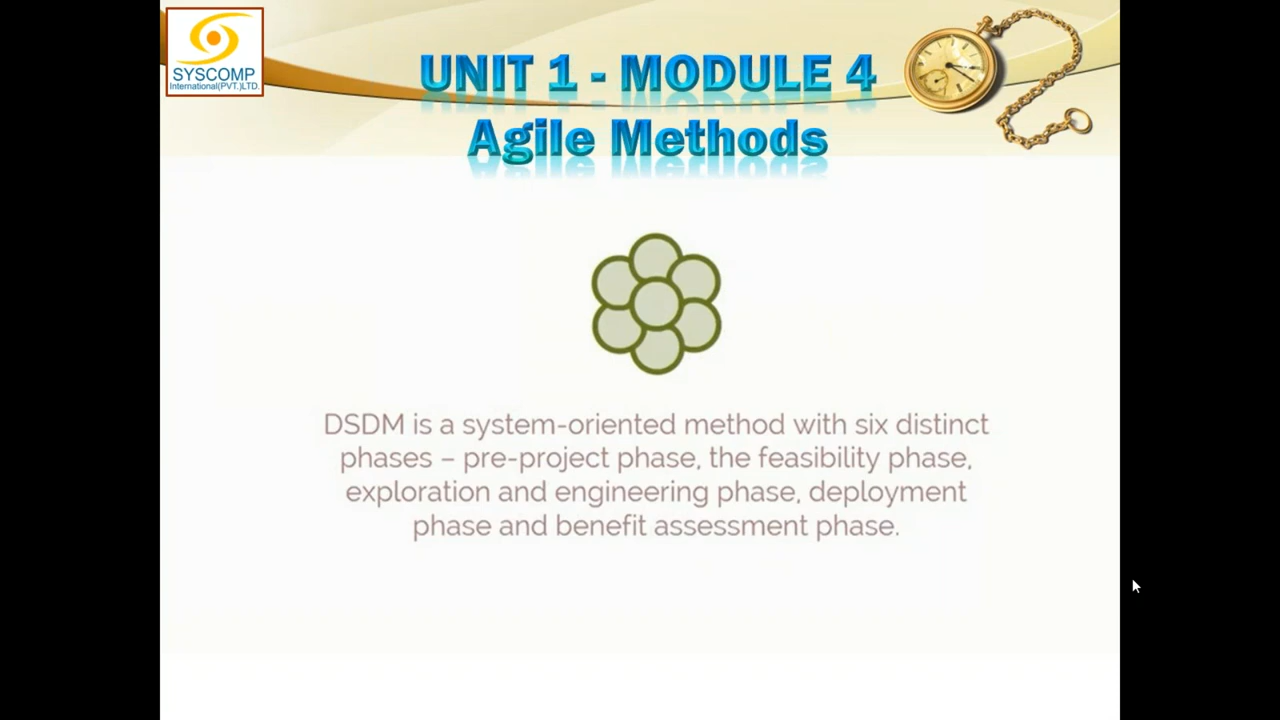 SYSCOMP
International(PVT.)LTD.
UNIT 1 - MODULE 4
Agile Methods
DSDM is a system-oriented method with six distinct
phases – pre-project phase, the feasibility phase,
exploration and engineering phase, deployment
phase and benefit assessment phase.